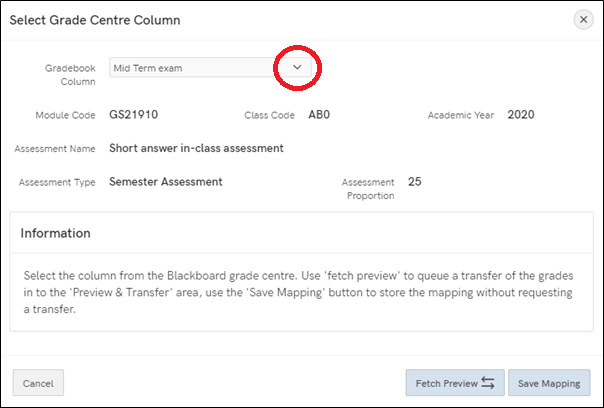 Select Grade Centre Column
Gradebook Column Mid Term exam
Module Code GS21910 Class Code AB0 Academic Year 2020
Assessment Name Short answer in-class assessment
Assessment Type Semester Assessment Assessment Proportion 25
Information
Select the column from the Blackboard grade centre. Use 'fetch preview' to queue a transfer of the grades
in to the 'Preview & Transfer' area, use the 'Save Mapping' button to store the mapping without requesting
a transfer.
Cancel Fetch Preview Save Mapping